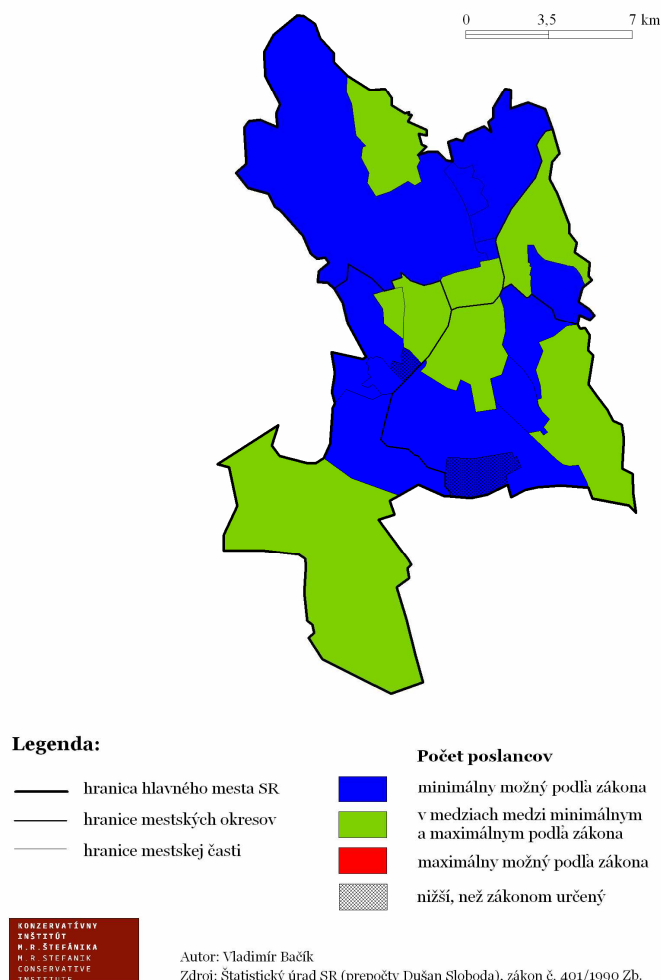 0 3,5 7 km
Legenda:
hranica hlavného mesta SR
hranice mestských okresov
hranice mestskej časti
Počet poslancov
minimálny možný podľa zákona
v medziach medzi minimálnym
a maximálnym podľa zákona
maximálny možný podľa zákona
nižší, než zákonom určený
KONZERVATÍVNY
INŠTITÚT
M.R.ŠTEFÁNIKA
M.R.STEFANIK
CONSERVATIVE
INSTITUTE
Autor: Vladimír Bačík
Zdroj: Štatistický úrad SR (prepočty Dušan Sloboda), zákon č. 401/1990 Zb.